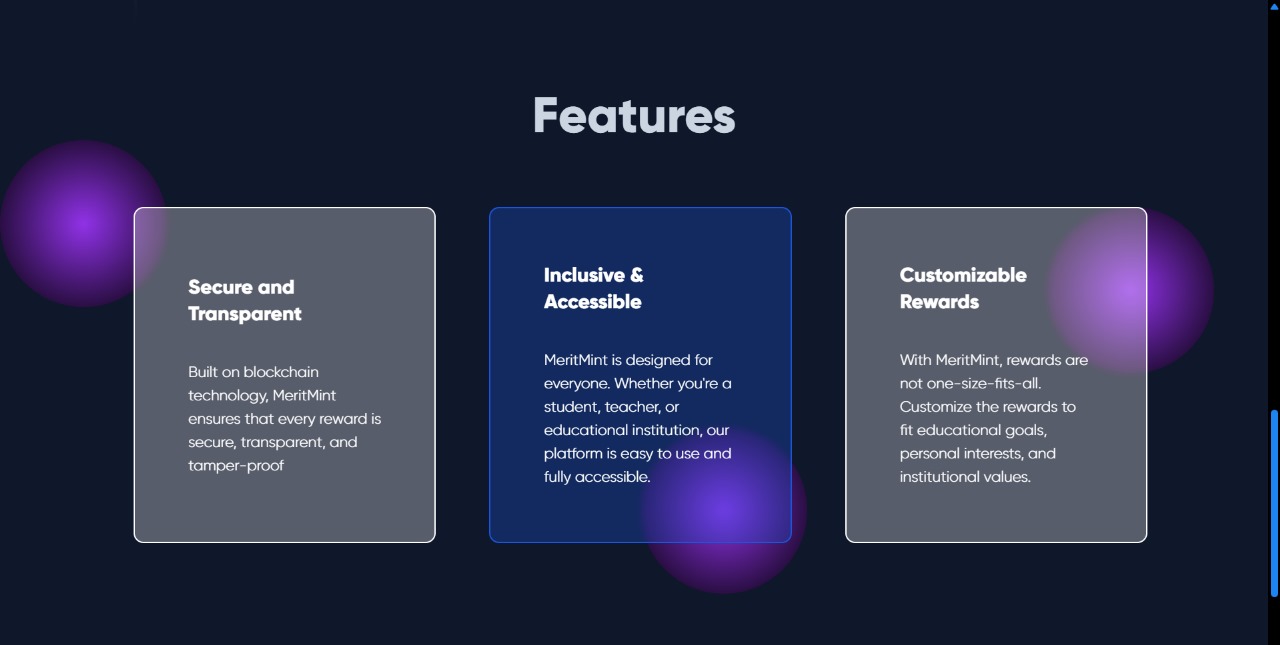 Features
Secure and
Transparent
Built on blockchain
technology, MeritMint
ensures that every reward is
secure, transparent, and
tamper-proof
Inclusive &
Accessible
MeritMint is designed for
everyone. Whether you're a
student, teacher, or
educational institution, our
platform is easy to use and
fully accessible.
Customizable
Rewards
With MeritMint, rewards are
not one-size-fits-all.
Customize the rewards to
fit educational goals,
personal interests, and
institutional values.